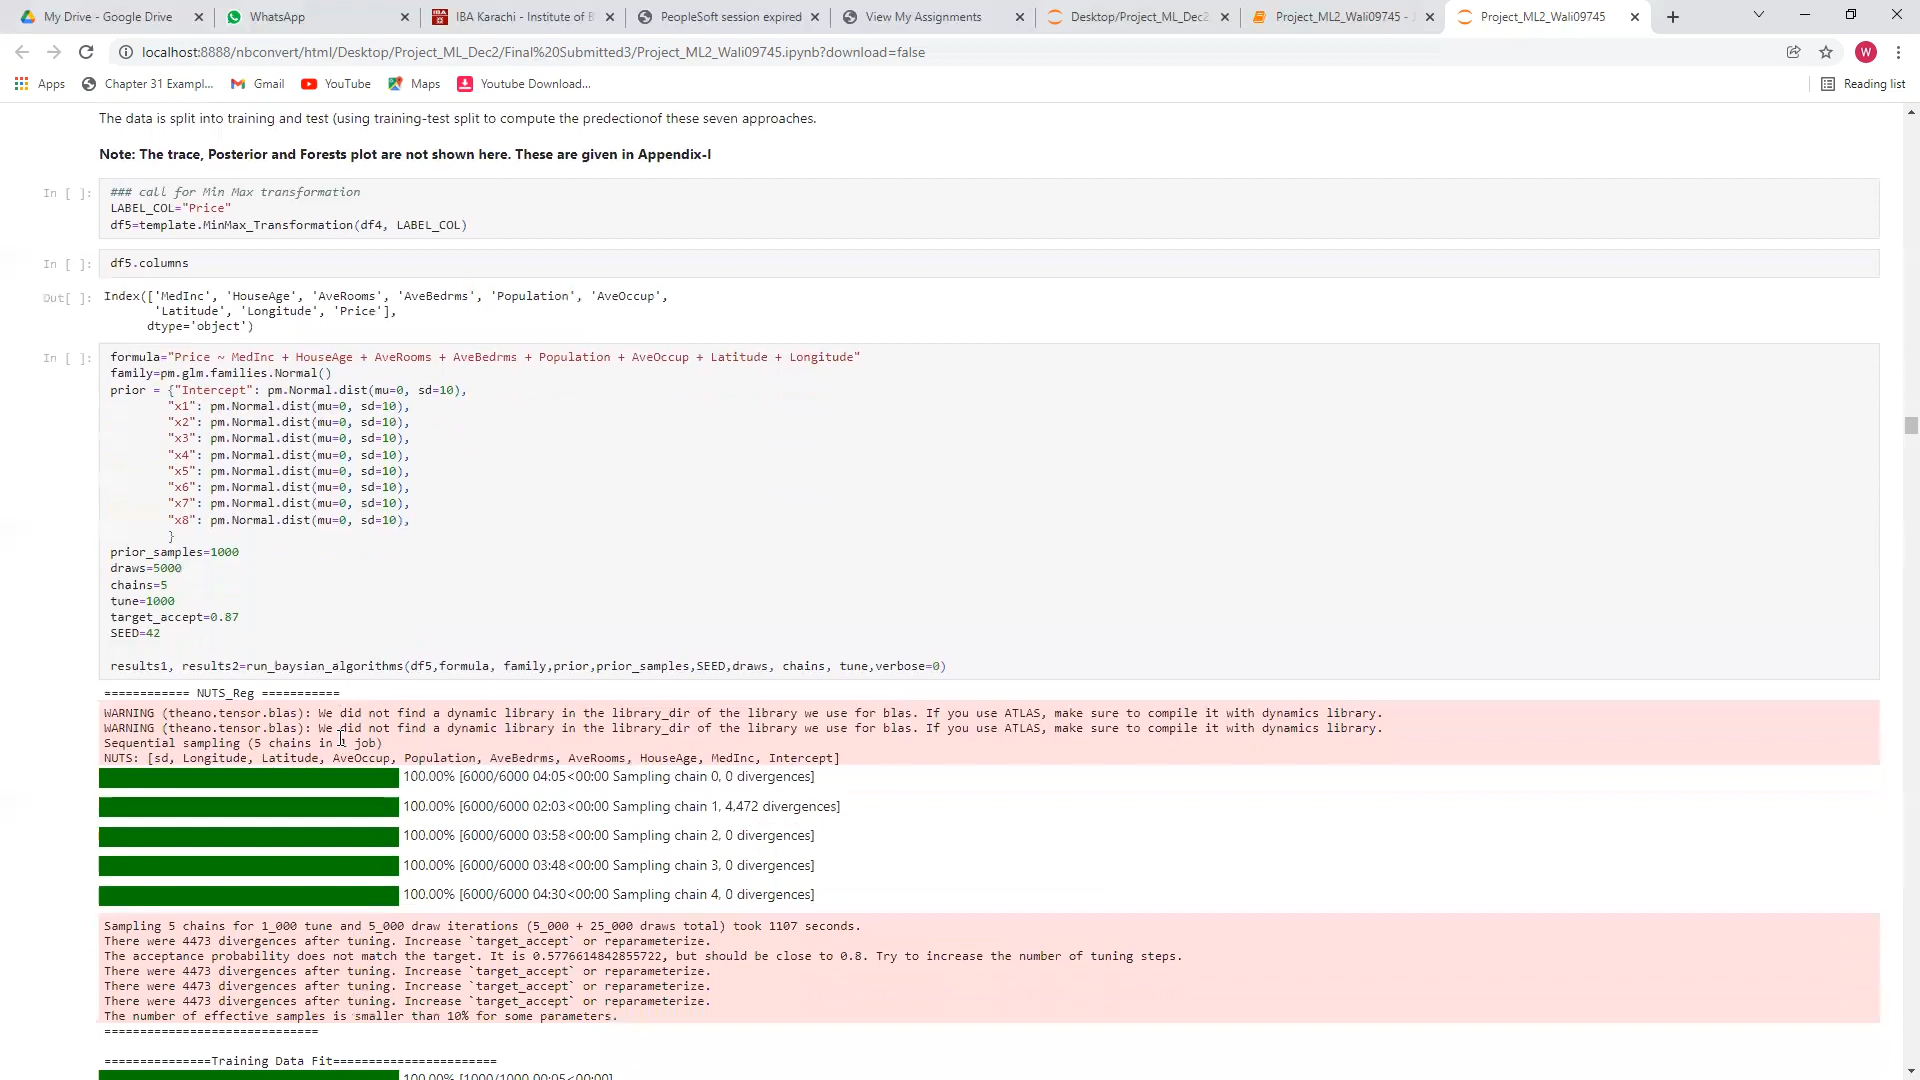 My Drive - Google Drive
WhatsApp
IBA Karachi - Institute of B
PeopleSoft session expired
View My Assignments
Desktop/Project_ML_Dec2
Project_ML2_Wali09745 - J
Project_ML2_Wali09745
localhost:8888/nbconvert/html/Desktop/Project_ML_Dec2/Final%20Submitted3/Project_ML2_Wali09745.ipynb?download=false
W
Apps
Chapter 31 Exampl...
Gmail
YouTube
Maps
Youtube Download...
Reading list
The data is split into training and test (using training-test split to compute the predectionof these seven approaches.
Note: The trace, Posterior and Forests plot are not shown here. These are given in Appendix-I
In [ ]:
### call for Min Max transformation
LABEL_COL="Price"
df5=template.MinMax_Transformation(df4, LABEL_COL)
In [ ]:
df5.columns
Out[ ]:
Index(['MedInc', 'HouseAge', 'AveRooms', 'AveBedrms', 'Population', 'AveOccup',
'Latitude', 'Longitude', 'Price'],
dtype='object')
In [ ]:
formula="Price ~ MedInc + HouseAge + AveRooms + AveBedrms + Population + AveOccup + Latitude + Longitude"
family=pm.glm.families.Normal()
prior = {"Intercept": pm.Normal.dist(mu=0, sd=10),
"x1": pm.Normal.dist(mu=0, sd=10),
"x2": pm.Normal.dist(mu=0, sd=10),
"x3": pm.Normal.dist(mu=0, sd=10),
"x4": pm.Normal.dist(mu=0, sd=10),
"x5": pm.Normal.dist(mu=0, sd=10),
"x6": pm.Normal.dist(mu=0, sd=10),
"x7": pm.Normal.dist(mu=0, sd=10),
"x8": pm.Normal.dist(mu=0, sd=10),
}
prior_samples=1000
draws=5000
chains=5
tune=1000
target_accept=0.87
SEED=42
results1, results2=run_baysian_algorithms(df5,formula, family,prior,prior_samples,SEED,draws, chains, tune,verbose=0)
============ NUTS_Reg ===========
WARNING (theano.tensor.blas): We did not find a dynamic library in the library_dir of the library we use for blas. If you use ATLAS, make sure to compile it with dynamics library.
WARNING (theano.tensor.blas): We did not find a dynamic library in the library_dir of the library we use for blas. If you use ATLAS, make sure to compile it with dynamics library.
Sequential sampling (5 chains in job)
NUTS: [sd, Longitude, Latitude, AveOccup, Population, AveBedrms, AveRooms, HouseAge, MedInc, Intercept]
100.00% [6000/6000 04:05<00:00 Sampling chain 0, 0 divergences]
100.00% [6000/6000 02:03<00:00 Sampling chain 1, 4,472 divergences]
100.00% [6000/6000 03:58<00:00 Sampling chain 2, 0 divergences]
100.00% [6000/6000 03:48<00:00 Sampling chain 3, 0 divergences]
100.00% [6000/6000 04:30<00:00 Sampling chain 4, 0 divergences]
Sampling 5 chains for 1_000 tune and 5_000 draw iterations (5_000 + 25_000 draws total) took 1107 seconds.
There were 4473 divergences after tuning. Increase `target_accept` or reparameterize.
The acceptance probability does not match the target. It is 0.5776614842855722, but should be close to 0.8. Try to increase the number of tuning steps.
There were 4473 divergences after tuning. Increase `target_accept` or reparameterize.
There were 4473 divergences after tuning. Increase `target_accept` or reparameterize.
There were 4473 divergences after tuning. Increase `target_accept` or reparameterize.
The number of effective samples is smaller than 10% for some parameters.
==============================
===============Training Data Fit=======================
100.00% [1000/1000 00:05<00:00]